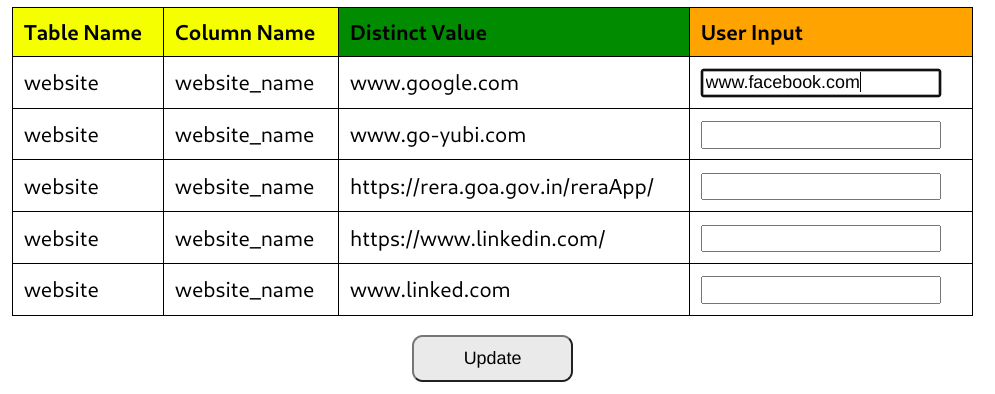 Table Name Column Name Distinct Value User Input
website website_name www.google.com www.facebook.com
website website_name www.go-yubi.com
website website_name https://rera.goa.gov.in/reraApp/
website website_name https://www.linkedin.com/
website website_name www.linked.com
Update